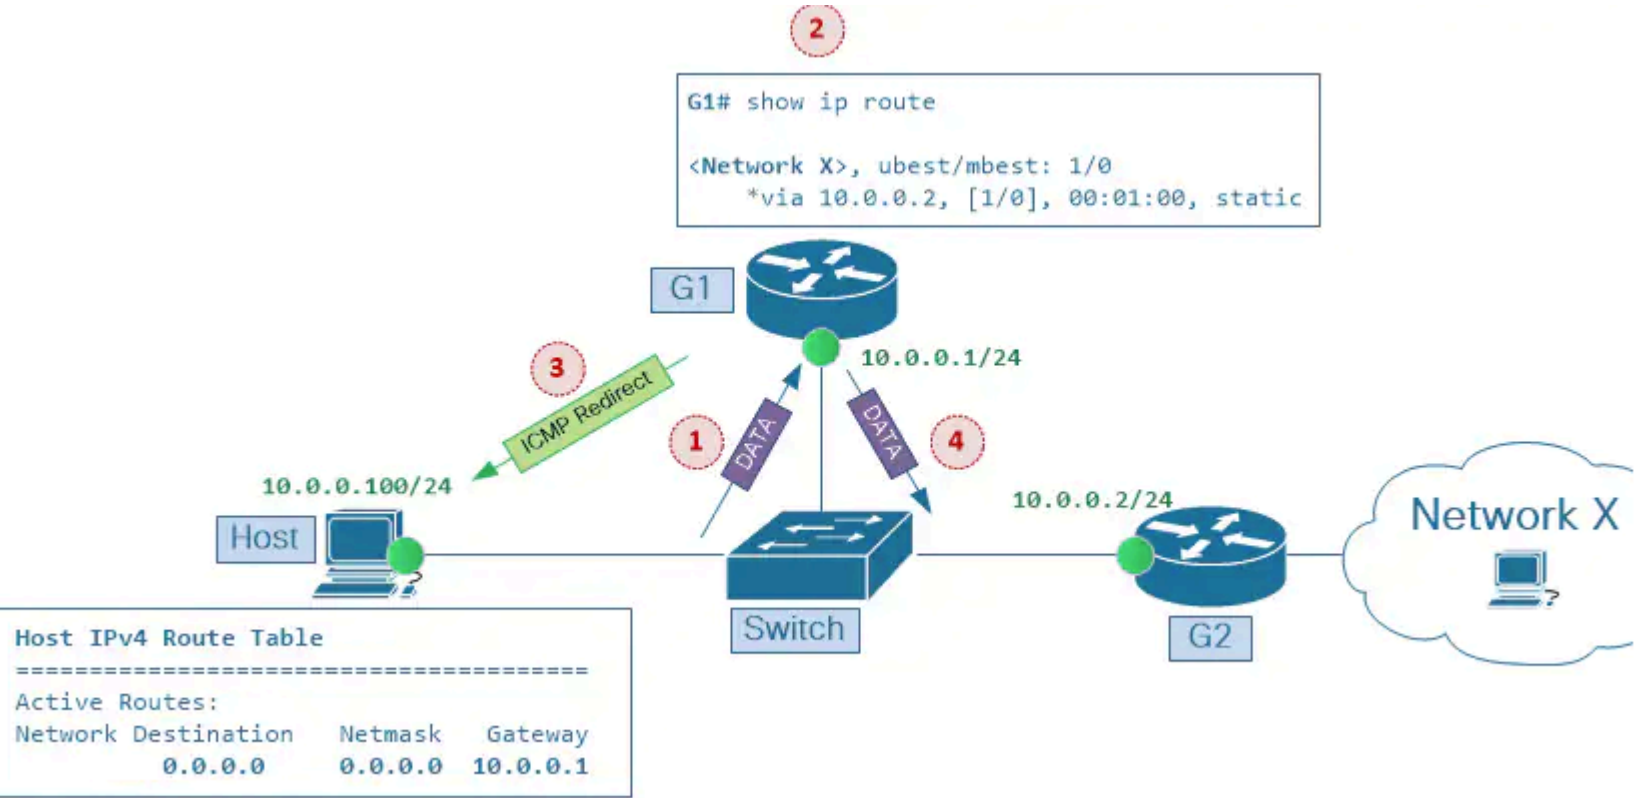 2
G1# show ip route
<Network X>, ubest/mbest: 1/0
*via 10.0.0.2, [1/0], 00:01:00, static
G1
10.0.0.1/24
3
ICMP Redirect
1
DATA
DATA
4
10.0.0.100/24
10.0.0.2/24
Host
?
Switch
G2
Network X
?
Host IPv4 Route Table
=======================================
Active Routes:
Network Destination Netmask Gateway
0.0.0.0 0.0.0.0 10.0.0.1